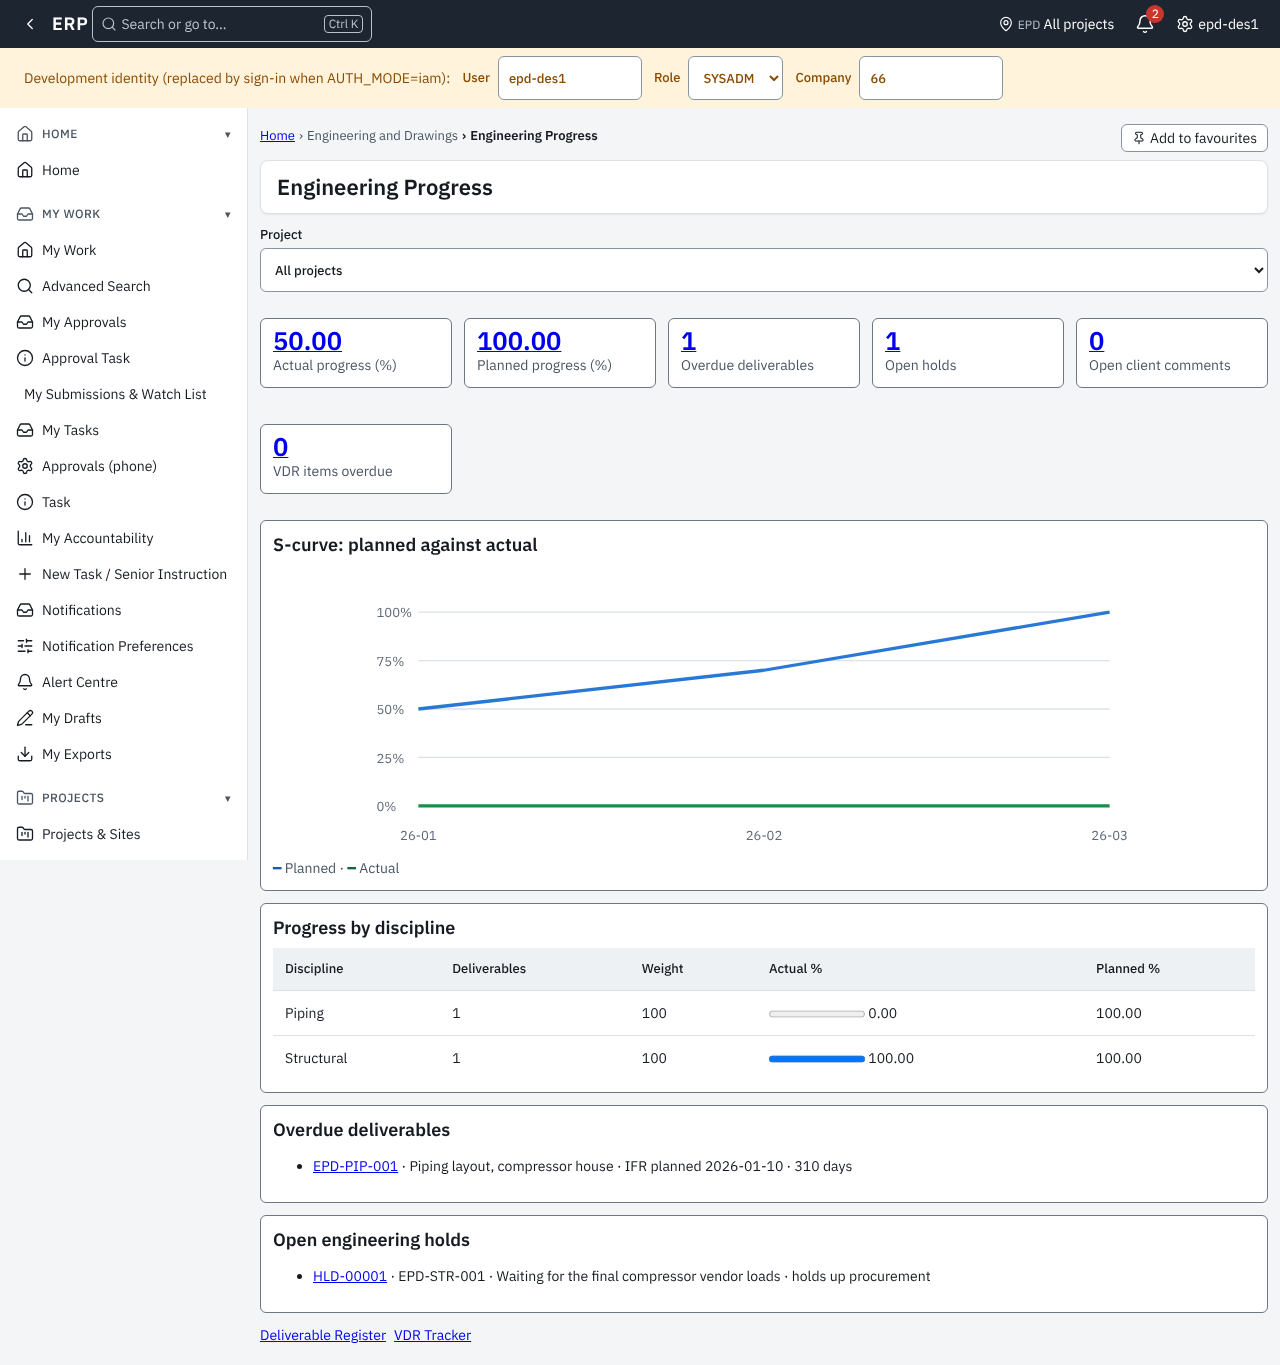 ERP
Search or go to...
Ctrl K
EPD All projects
2
epd-des1
Development identity (replaced by sign-in when AUTH_MODE=iam):
User
epd-des1
Role
SYSADM
Company
66
HOME
Home
MY WORK
My Work
Advanced Search
My Approvals
Approval Task
My Submissions & Watch List
My Tasks
Approvals (phone)
Task
My Accountability
New Task / Senior Instruction
Notifications
Notification Preferences
Alert Centre
My Drafts
My Exports
PROJECTS
Projects & Sites
Home › Engineering and Drawings › Engineering Progress
Add to favourites
Engineering Progress
Project
All projects
50.00
Actual progress (%)
100.00
Planned progress (%)
1
Overdue deliverables
1
Open holds
0
Open client comments
0
VDR items overdue
S-curve: planned against actual
100%
75%
50%
25%
0%
26-01 26-02 26-03
Planned · Actual
Progress by discipline
Discipline Deliverables Weight Actual % Planned %
Piping 1 100 0.00 100.00
Structural 1 100 100.00 100.00
Overdue deliverables
• EPD-PIP-001 · Piping layout, compressor house · IFR planned 2026-01-10 · 310 days
Open engineering holds
• HLD-00001 · EPD-STR-001 · Waiting for the final compressor vendor loads · holds up procurement
Deliverable Register VDR Tracker